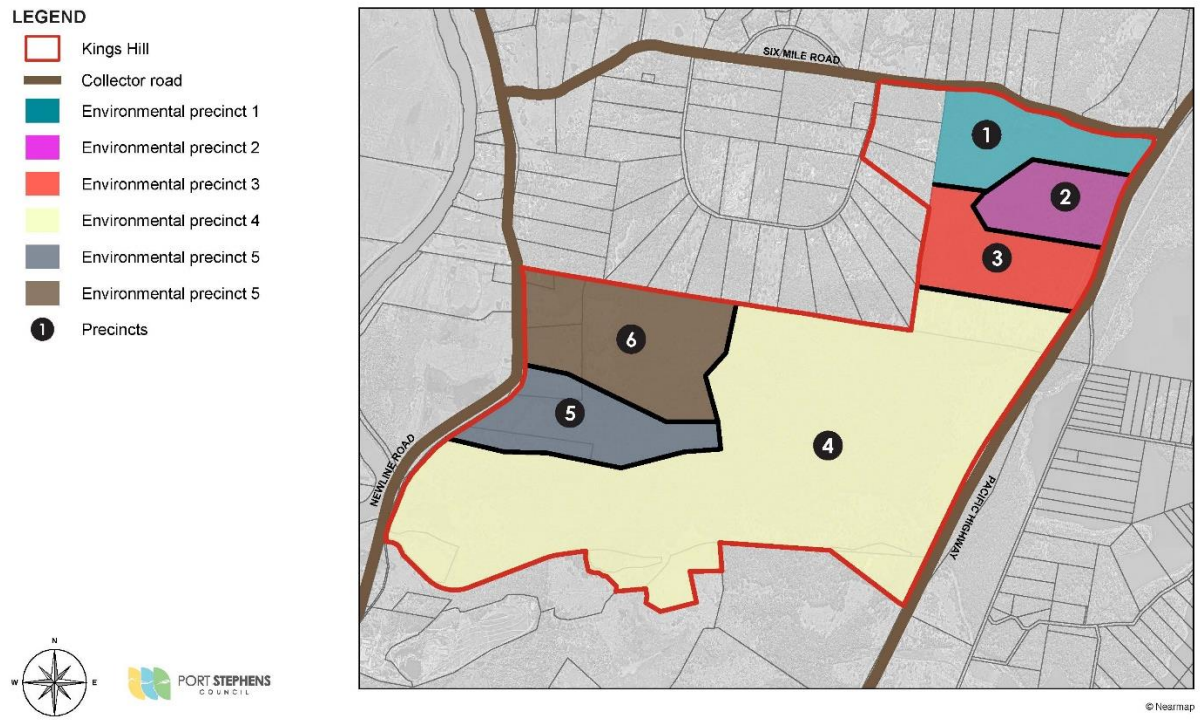 LEGEND
Kings Hill
Collector road
Environmental precinct 1
Environmental precinct 2
Environmental precinct 3
Environmental precinct 4
Environmental precinct 5
Environmental precinct 5
1 Precincts
SIX MILE ROAD
1
2
3
6
5
4
NEWLINE ROAD
PACIFIC HIGHWAY
N
W E
S
PORT STEPHENS
COUNCIL
© Nearmap